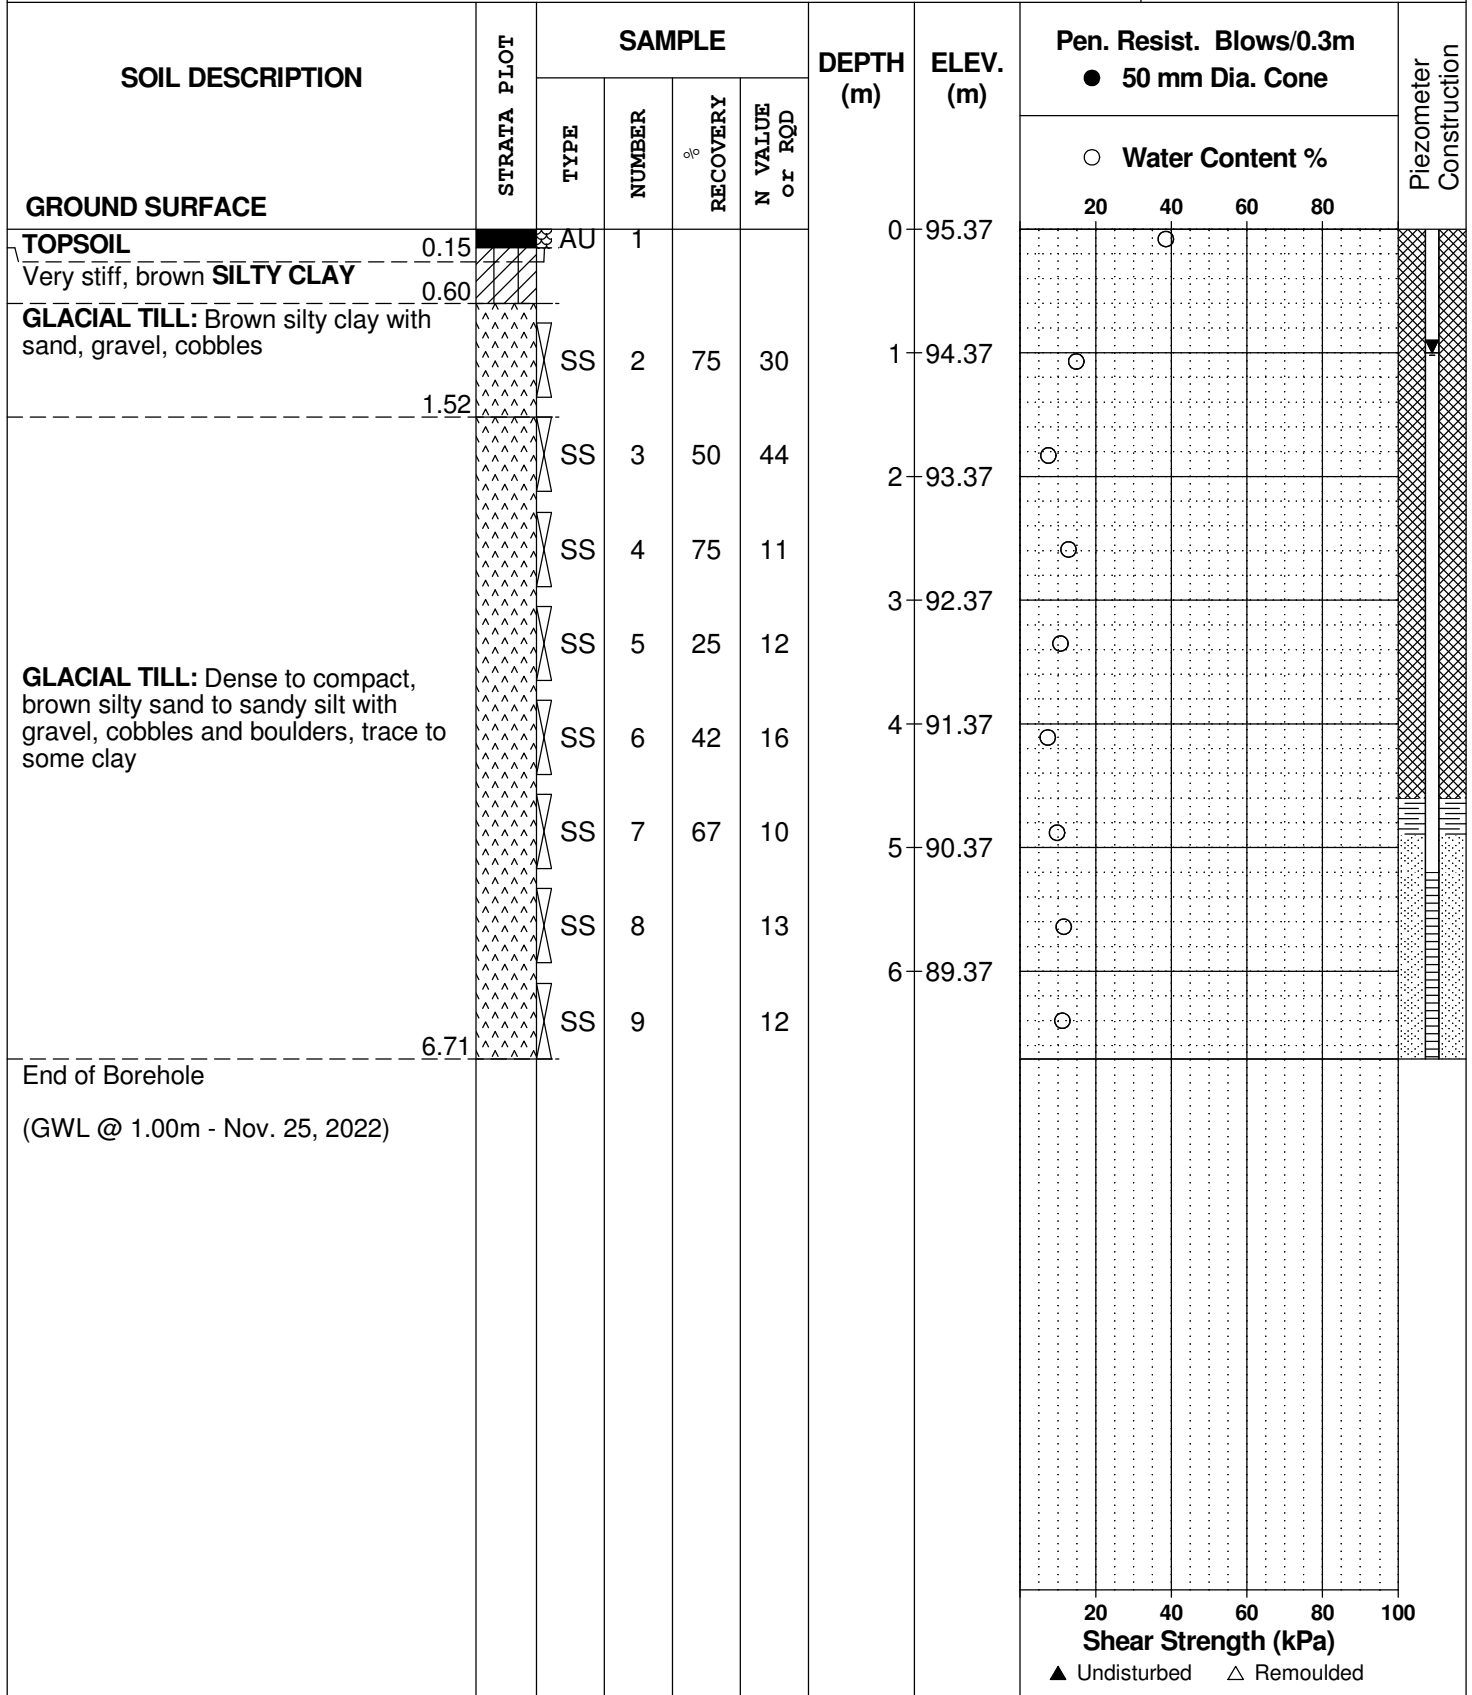 SOIL DESCRIPTION
GROUND SURFACE
STRATA PLOT
SAMPLE
TYPE
NUMBER
%
RECOVERY
N VALUE
or RQD
DEPTH
(m)
ELEV.
(m)
Pen. Resist. Blows/0.3m
● 50 mm Dia. Cone
○ Water Content %
20 40 60 80
Piezometer
Construction
TOPSOIL 0.15
Very stiff, brown SILTY CLAY
0.60
GLACIAL TILL: Brown silty clay with
sand, gravel, cobbles
1.52
GLACIAL TILL: Dense to compact,
brown silty sand to sandy silt with
gravel, cobbles and boulders, trace to
some clay
6.71
End of Borehole
(GWL @ 1.00m - Nov. 25, 2022)
AU 1
SS 2 75 30
SS 3 50 44
SS 4 75 11
SS 5 25 12
SS 6 42 16
SS 7 67 10
SS 8 13
SS 9 12
0 95.37
1 94.37
2 93.37
3 92.37
4 91.37
5 90.37
6 89.37
20 40 60 80 100
Shear Strength (kPa)
▲ Undisturbed △ Remoulded